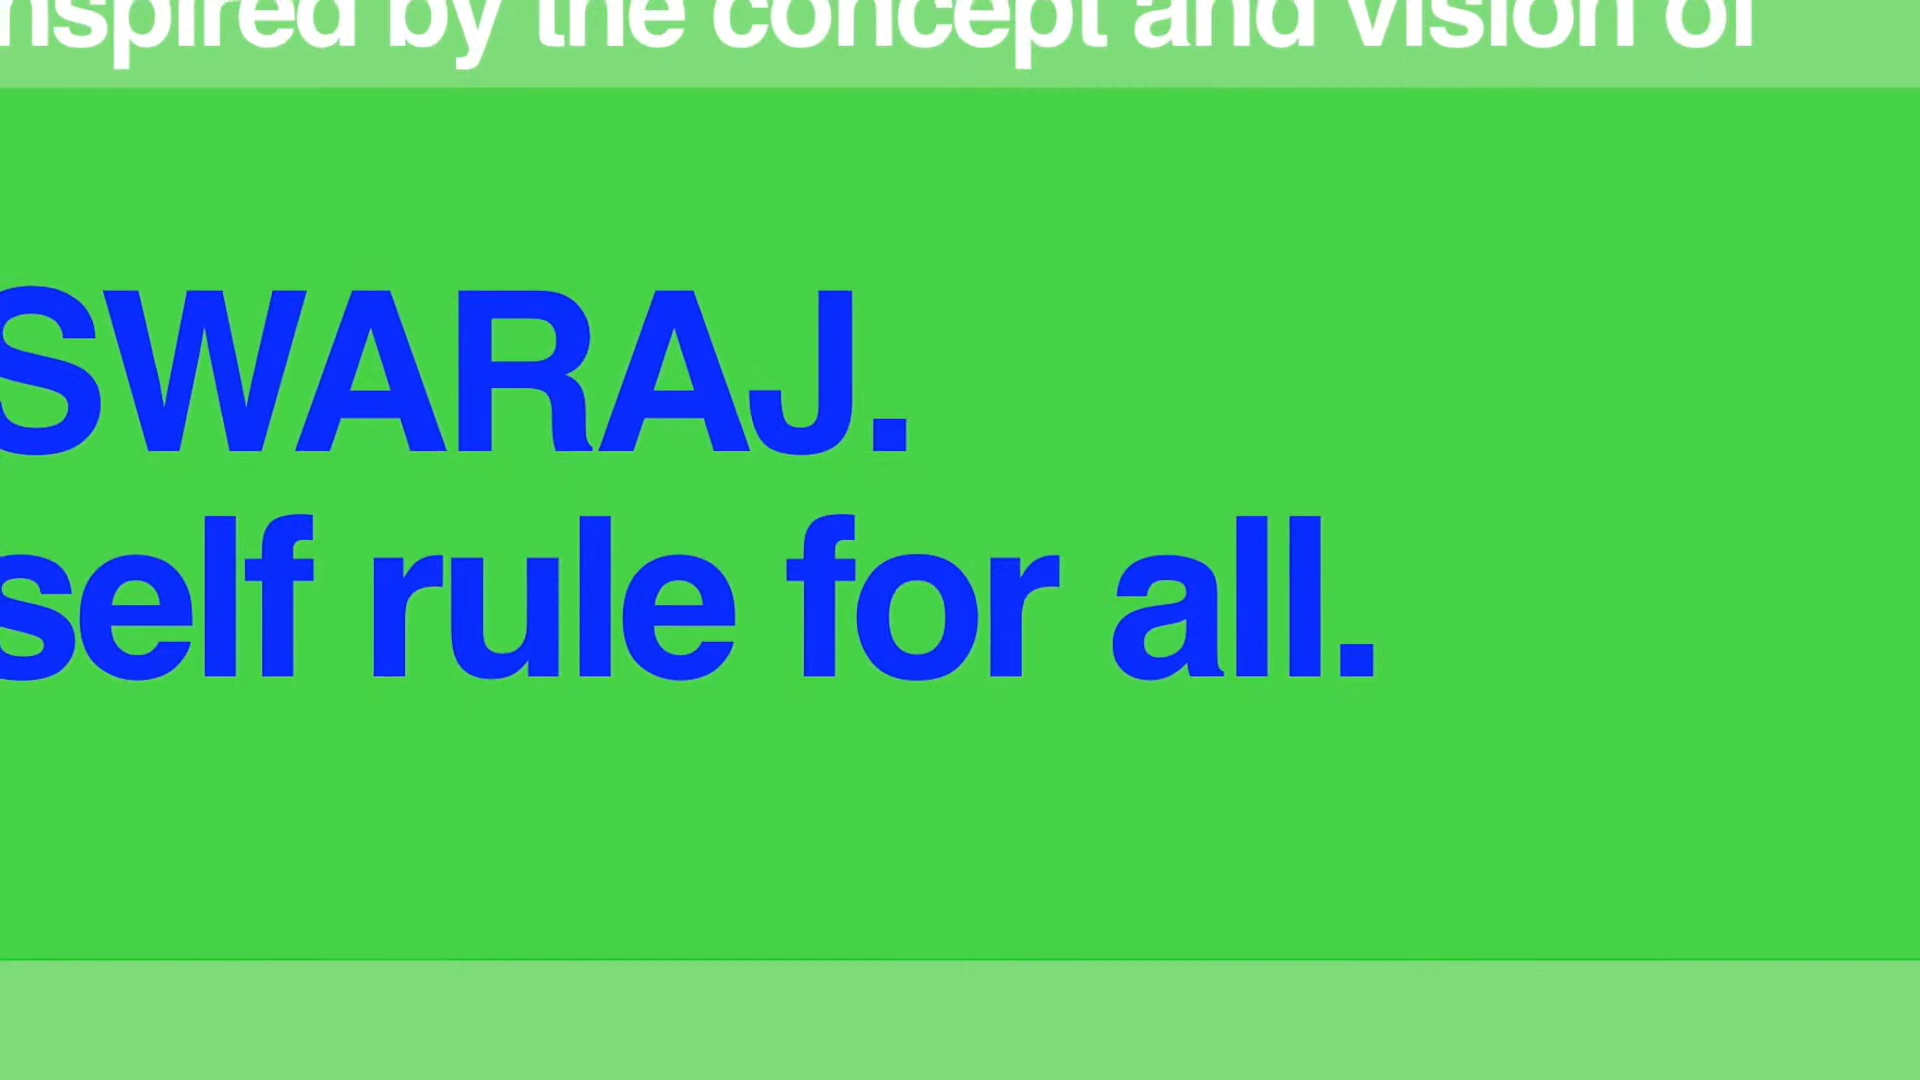 nspired by the concept and vision of
SWARAJ.
self rule for all.